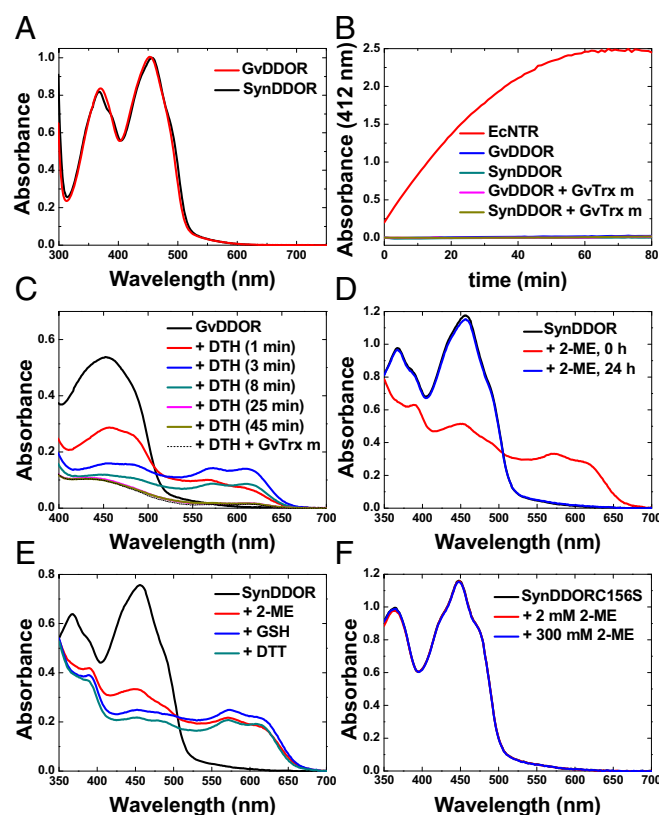 A
GvDDOR
SynDDOR
Absorbance
1.0
0.8
0.6
0.4
0.2
0.0
300 400 500 600 700
Wavelength (nm)
B
EcNTR
GvDDOR
SynDDOR
GvDDOR + GvTrx m
SynDDOR + GvTrx m
Absorbance (412 nm)
2.5
2.0
1.5
1.0
0.5
0.0
0 20 40 60 80
time (min)
C
GvDDOR
+ DTH (1 min)
+ DTH (3 min)
+ DTH (8 min)
+ DTH (25 min)
+ DTH (45 min)
+ DTH + GvTrx m
Absorbance
0.6
0.4
0.2
0.0
400 500 600 700
Wavelength (nm)
D
SynDDOR
+ 2-ME, 0 h
+ 2-ME, 24 h
Absorbance
1.2
1.0
0.8
0.6
0.4
0.2
0.0
350 400 450 500 550 600 650 700
Wavelength (nm)
E
SynDDOR
+ 2-ME
+ GSH
+ DTT
Absorbance
0.8
0.6
0.4
0.2
0.0
350 400 450 500 550 600 650 700
Wavelength (nm)
F
SynDDORC156S
+ 2 mM 2-ME
+ 300 mM 2-ME
Absorbance
1.2
1.0
0.8
0.6
0.4
0.2
0.0
350 400 450 500 550 600 650 700
Wavelength (nm)